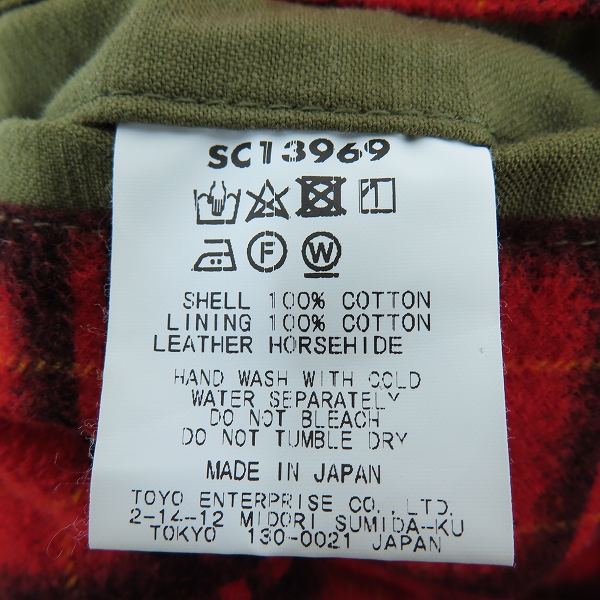 SC13969
F W
SHELL 100% COTTON
LINING 100% COTTON
LEATHER HORSEHIDE
HAND WASH WITH COLD
WATER SEPARATELY
DO NOT BLEACH
DO NOT TUMBLE DRY
MADE IN JAPAN
TOYO ENTERPRISE CO., LTD.
2-14-12 MIDORI SUMIDA-KU
TOKYO 130-0021 JAPAN